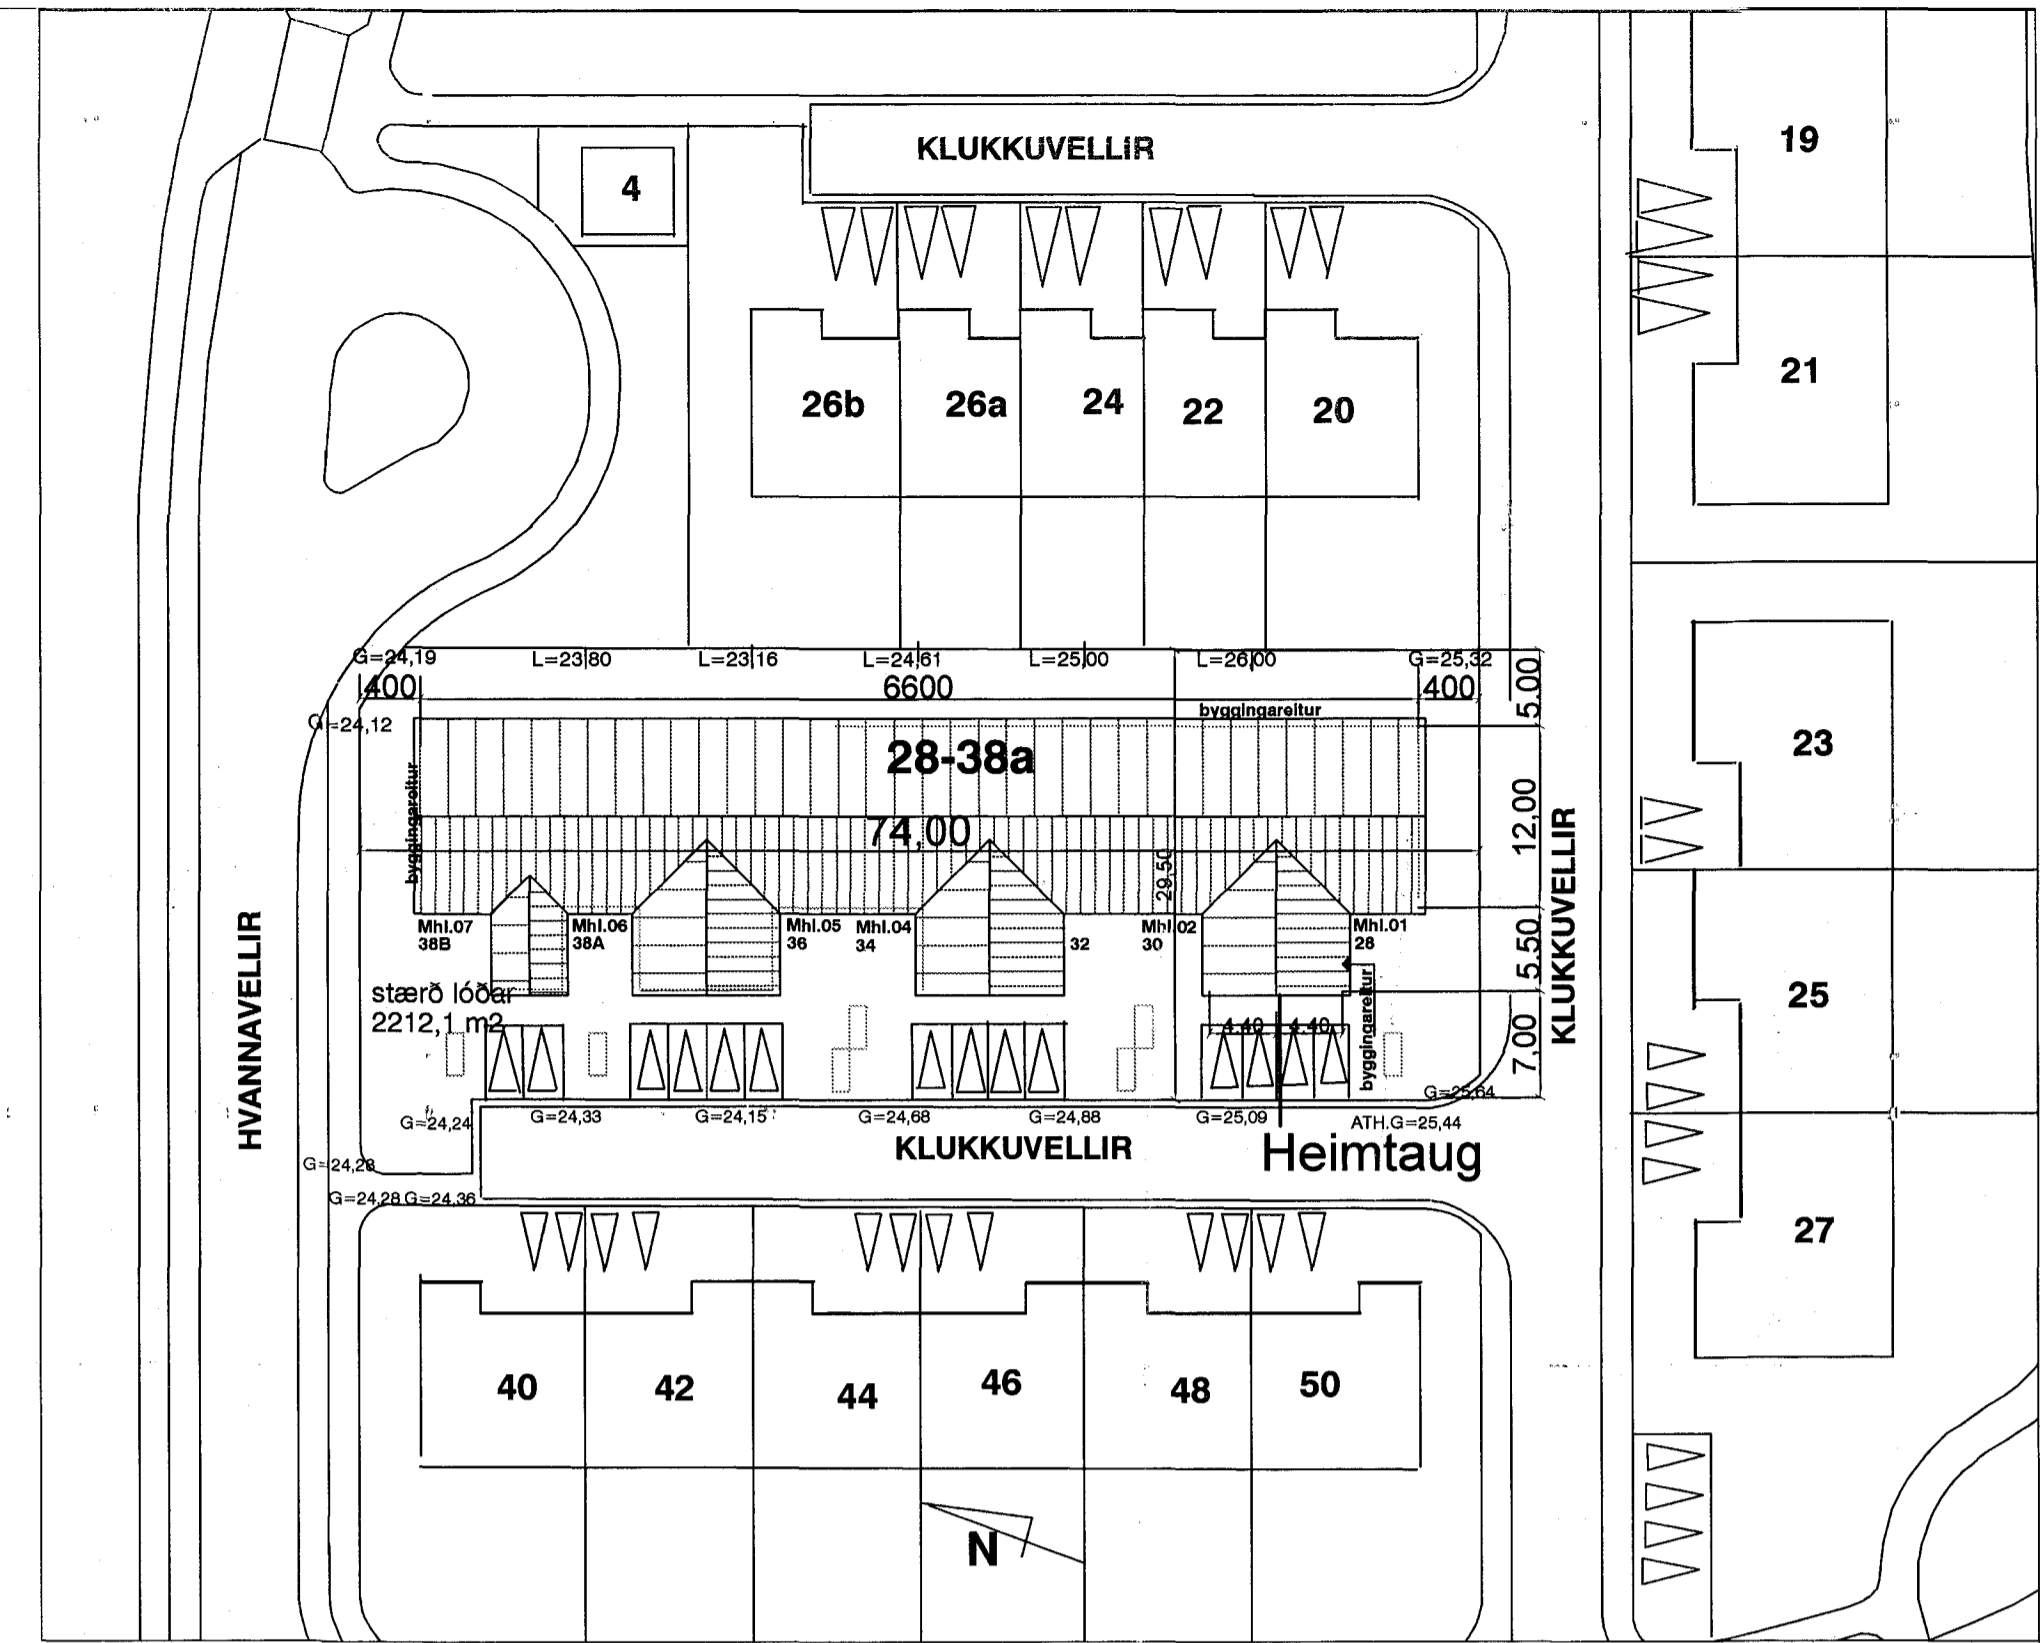 KLUKKUVELLIR
4
19
21
26b
26a
24
22
20
G=24,19
L=23,80
L=23,16
L=24,61
L=25,00
L=26,00
G=25,32
400
6600
400
5.00
G=24,12
byggingareitur
28-38a
23
byggingareitur
74,00
12,00
29,50
KLUKKUVELLIR
HVANNAVELLIR
Mhl.07
38B
Mhl.06
38A
Mhl.05
36
Mhl.04
34
32
Mhl.02
30
Mhl.01
28
5.50
25
stærð lóðar
2212,1 m2
4.40
4.40
byggingareitur
7,00
G=25,64
G=24,24
G=24,33
G=24,15
G=24,68
G=24,88
G=25,09
ATH.G=25,44
KLUKKUVELLIR
Heimtaug
G=24,28
G=24,28
G=24,36
27
40
42
44
46
48
50
N